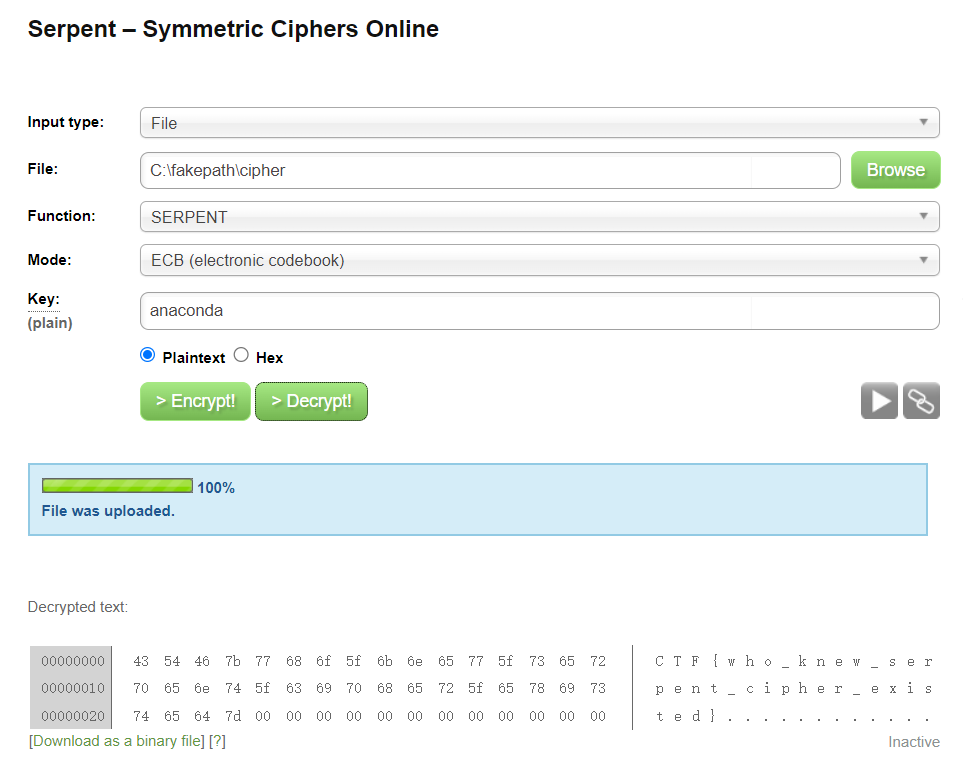 Serpent – Symmetric Ciphers Online
Input type: File
File: C:\fakepath\cipher Browse
Function: SERPENT
Mode: ECB (electronic codebook)
Key: anaconda
(plain)
Plaintext Hex
> Encrypt! > Decrypt!
100%
File was uploaded.
Decrypted text:
00000000 43 54 46 7b 77 68 6f 5f 6b 6e 65 77 5f 73 65 72 C T F { w h o _ k n e w _ s e r
00000010 70 65 6e 74 5f 63 69 70 68 65 72 5f 65 78 69 73 p e n t _ c i p h e r _ e x i s
00000020 74 65 64 7d 00 00 00 00 00 00 00 00 00 00 00 00 t e d } . . . . . . . . . . . .
[Download as a binary file] [?] Inactive